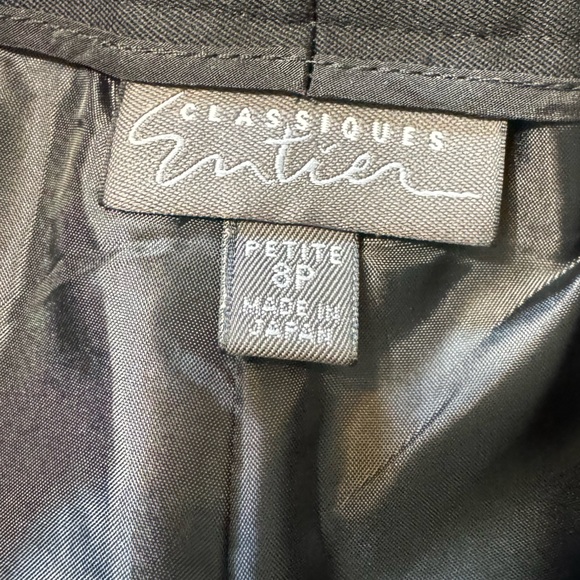 CLASSIQUES
Entier
PETITE
8P
MADE IN
JAPAN